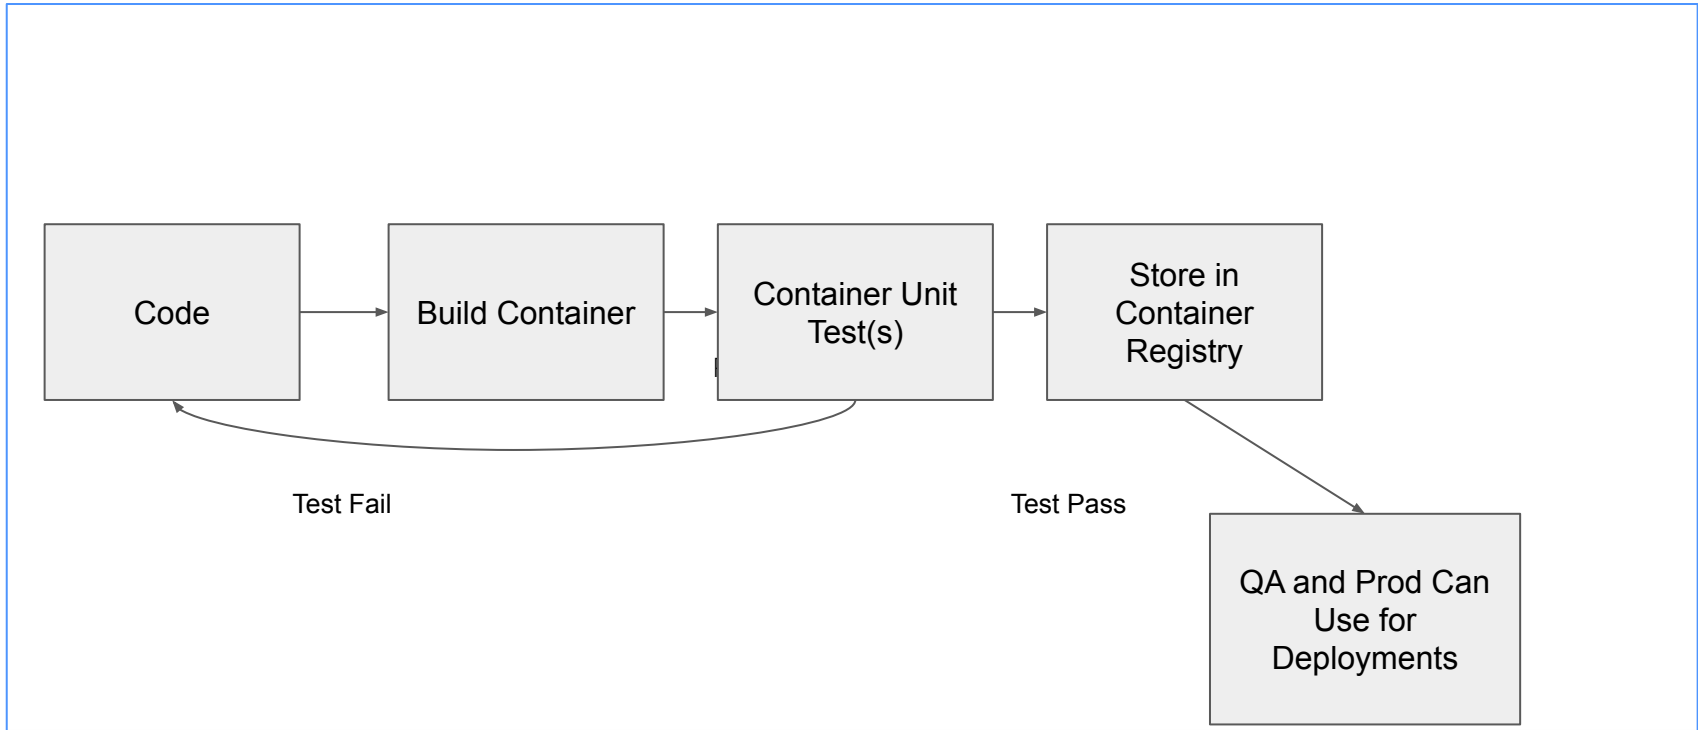 Code
Build Container
Container Unit
Test(s)
Store in
Container
Registry
Test Fail
Test Pass
QA and Prod Can
Use for
Deployments